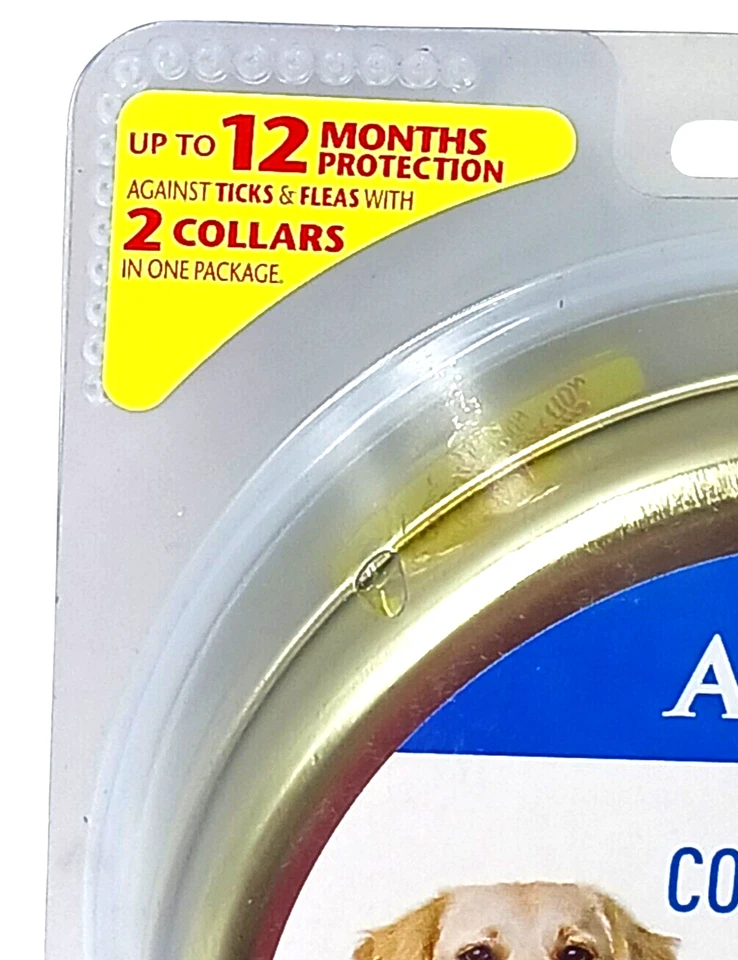 UP TO 12 MONTHS PROTECTION
AGAINST TICKS & FLEAS WITH
2 COLLARS
IN ONE PACKAGE.
A
CO